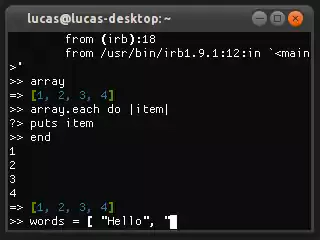 lucas@lucas-desktop: ~
from (irb):18
from /usr/bin/irb1.9.1:12:in `<main
>'
>> array
=> [1, 2, 3, 4]
>> array.each do |item|
?> puts item
>> end
1
2
3
4
=> [1, 2, 3, 4]
>> words = [ "Hello", "